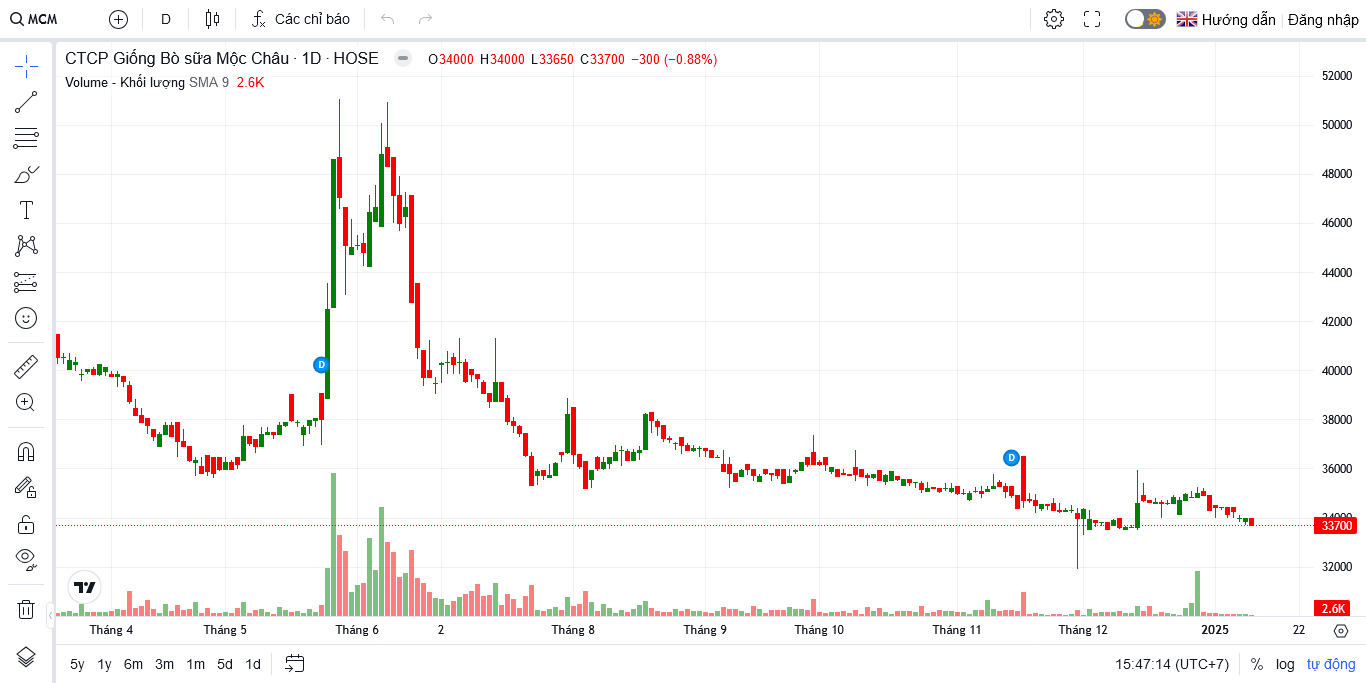 MCM
D
Các chỉ báo
Hướng dẫn
Đăng nhập
CTCP Giống Bò sữa Mộc Châu · 1D · HOSE O34000 H34000 L33650 C33700 −300 (−0.88%)
Volume - Khối lượng SMA 9 2.6K
52000
50000
48000
46000
44000
42000
40000
38000
36000
34000
33700
32000
2.6K
D
D
Tháng 4 Tháng 5 Tháng 6 2 Tháng 8 Tháng 9 Tháng 10 Tháng 11 Tháng 12 2025 22
5y 1y 6m 3m 1m 5d 1d 15:47:14 (UTC+7) % log tự động